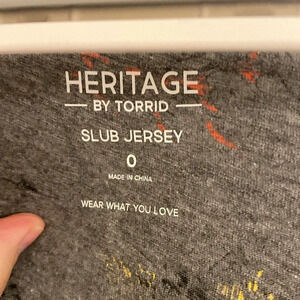 HERITAGE
BY TORRID
SLUB JERSEY
0
MADE IN CHINA
WEAR WHAT YOU LOVE